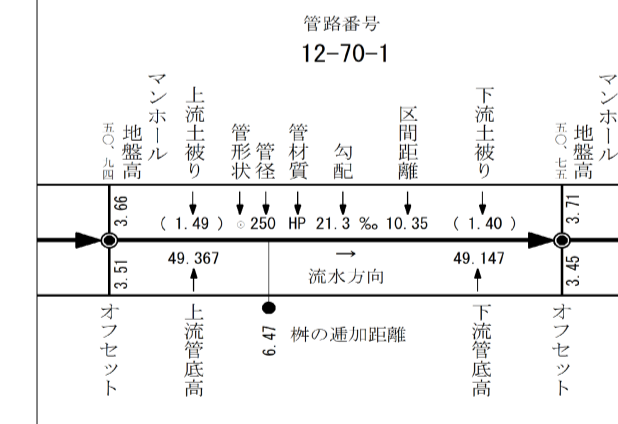 管路番号
12-70-1
マンホール
地盤高
五〇、九四
上流土被り
管形状
管径
管材質
勾配
区間距離
下流土被り
マンホール
地盤高
五〇、七五
3.66
( 1.49 ) ◎ 250 HP 21.3 ‰ 10.35 ( 1.40 )
3.71
3.51
49.367
→
流水方向
49.147
3.45
オフセット
上流管底高
6.47
桝の逓加距離
下流管底高
オフセット